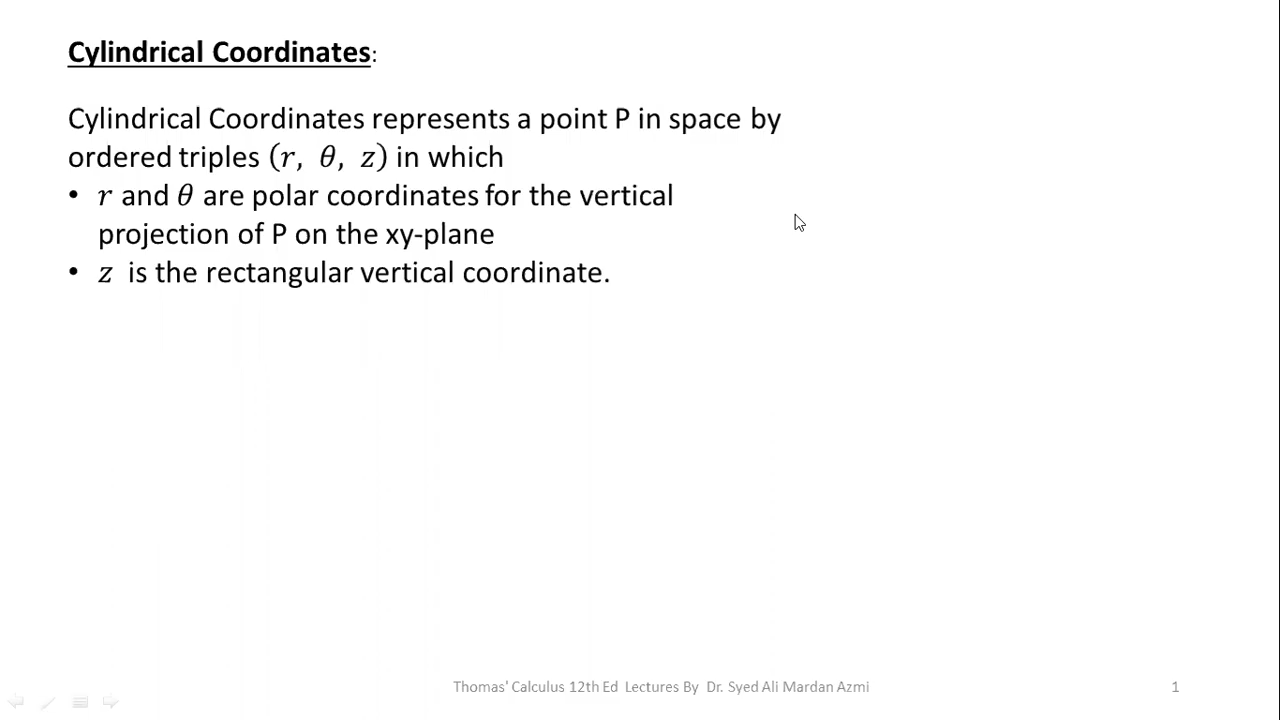 Cylindrical Coordinates:
Cylindrical Coordinates represents a point P in space by
ordered triples (r, θ, z) in which
• r and θ are polar coordinates for the vertical
projection of P on the xy-plane
• z is the rectangular vertical coordinate.
Thomas' Calculus 12th Ed Lectures By Dr. Syed Ali Mardan Azmi
1